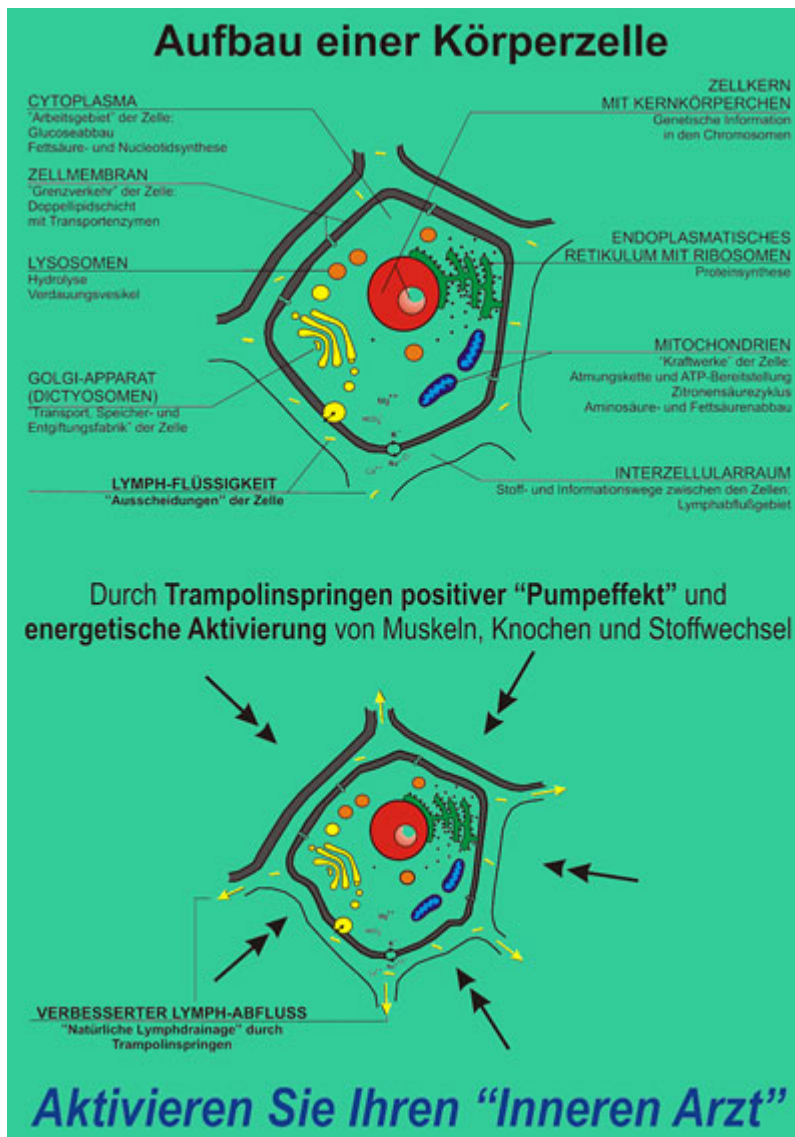 Aufbau einer Körperzelle
CYTOPLASMA
"Arbeitsgebiet" der Zelle:
Glucoseabbau
Fettsäure- und Nucleotidsynthese
ZELLMEMBRAN
"Grenzverkehr" der Zelle:
Doppellipidschicht
mit Transportenzymen
LYSOSOMEN
Hydrolyse
Verdauungsvesikel
GOLGI-APPARAT
(DICTYOSOMEN)
"Transport, Speicher- und
Entgiftungsfabrik" der Zelle
LYMPH-FLÜSSIGKEIT
"Ausscheidungen" der Zelle
ZELLKERN
MIT KERNKÖRPERCHEN
Genetische Information
in den Chromosomen
ENDOPLASMATISCHES
RETIKULUM MIT RIBOSOMEN
Proteinsynthese
MITOCHONDRIEN
"Kraftwerke" der Zelle:
Atmungskette und ATP-Bereitstellung
Zitronensäurezyklus
Aminosäure- und Fettsäurenabbau
INTERZELLULARRAUM
Stoff- und Informationswege zwischen den Zellen:
Lymphabflußgebiet
Mg++
Durch Trampolinspringen positiver "Pumpeffekt" und
energetische Aktivierung von Muskeln, Knochen und Stoffwechsel
Mg++
VERBESSERTER LYMPH-ABFLUSS
"Natürliche Lymphdrainage" durch
Trampolinspringen
Aktivieren Sie Ihren "Inneren Arzt"